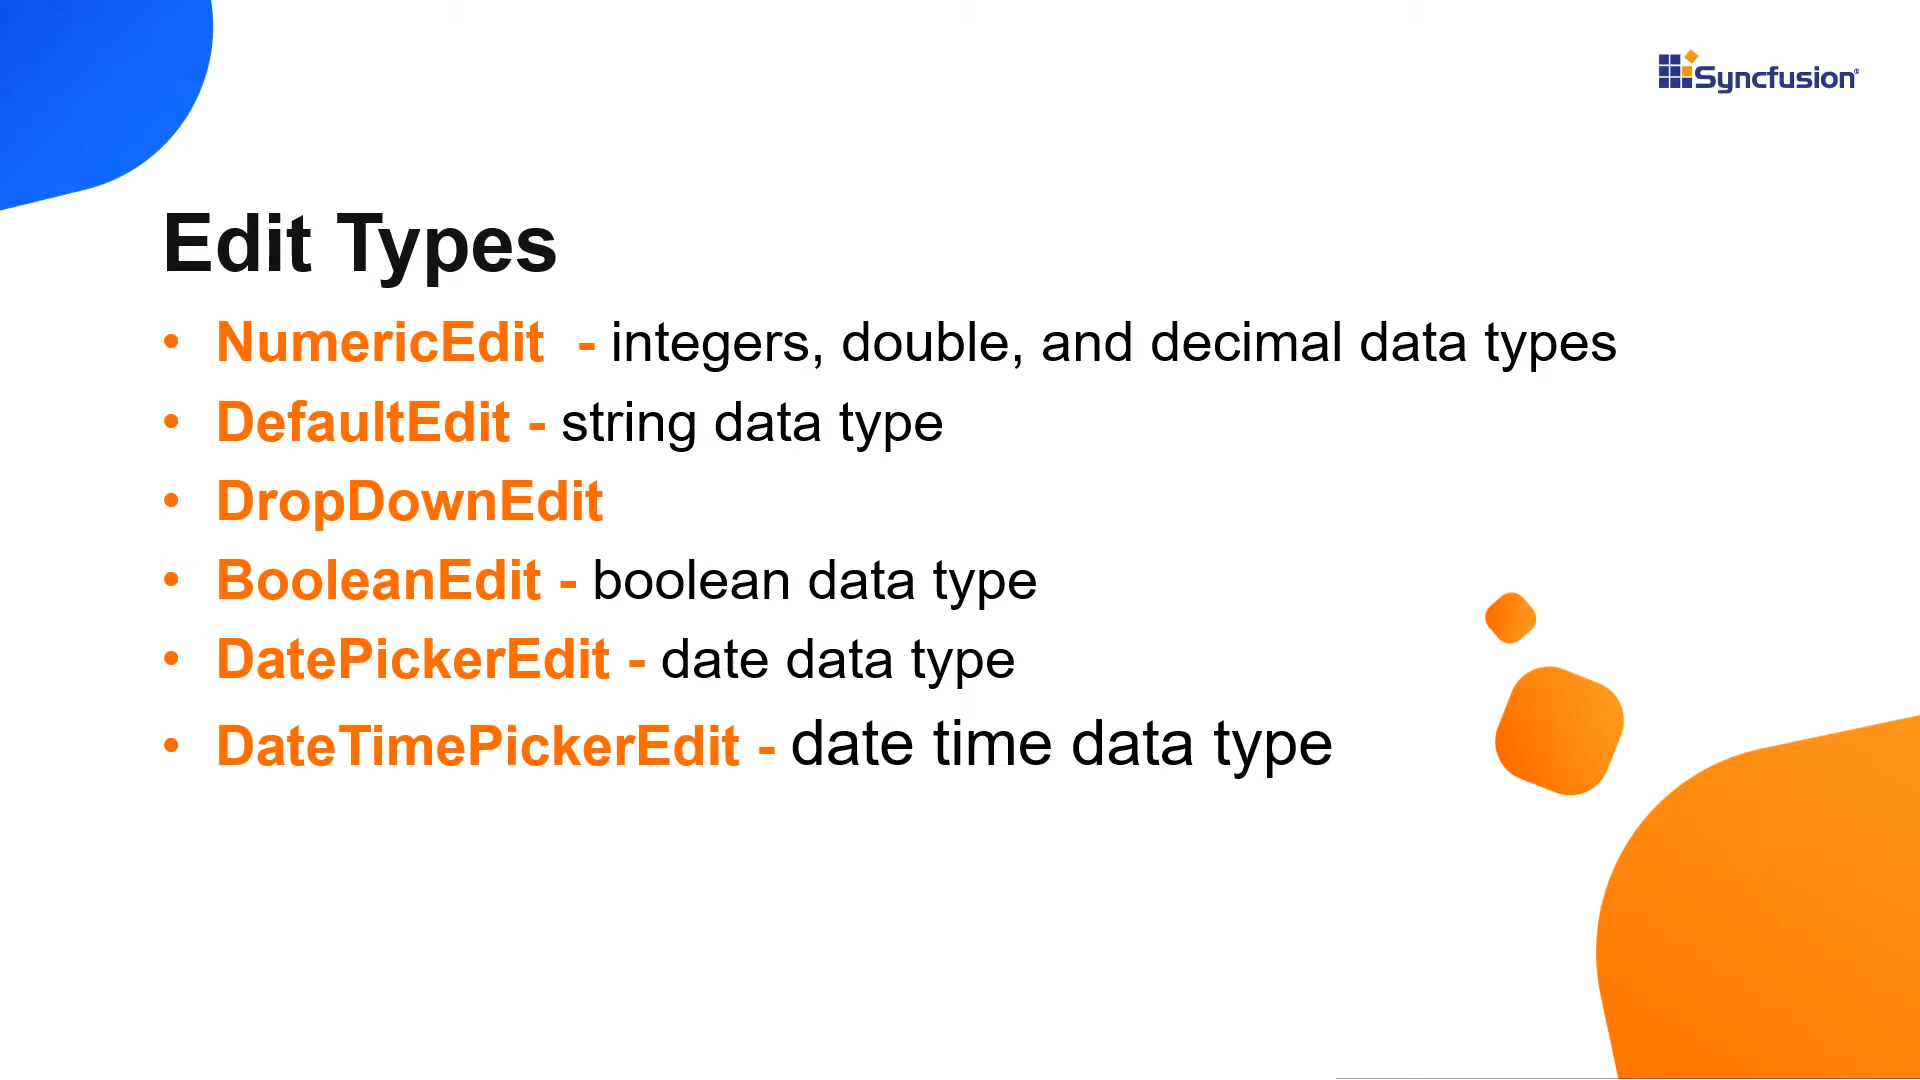 Syncfusion®
Edit Types
• NumericEdit - integers, double, and decimal data types
• DefaultEdit - string data type
• DropDownEdit
• BooleanEdit - boolean data type
• DatePickerEdit - date data type
• DateTimePickerEdit - date time data type